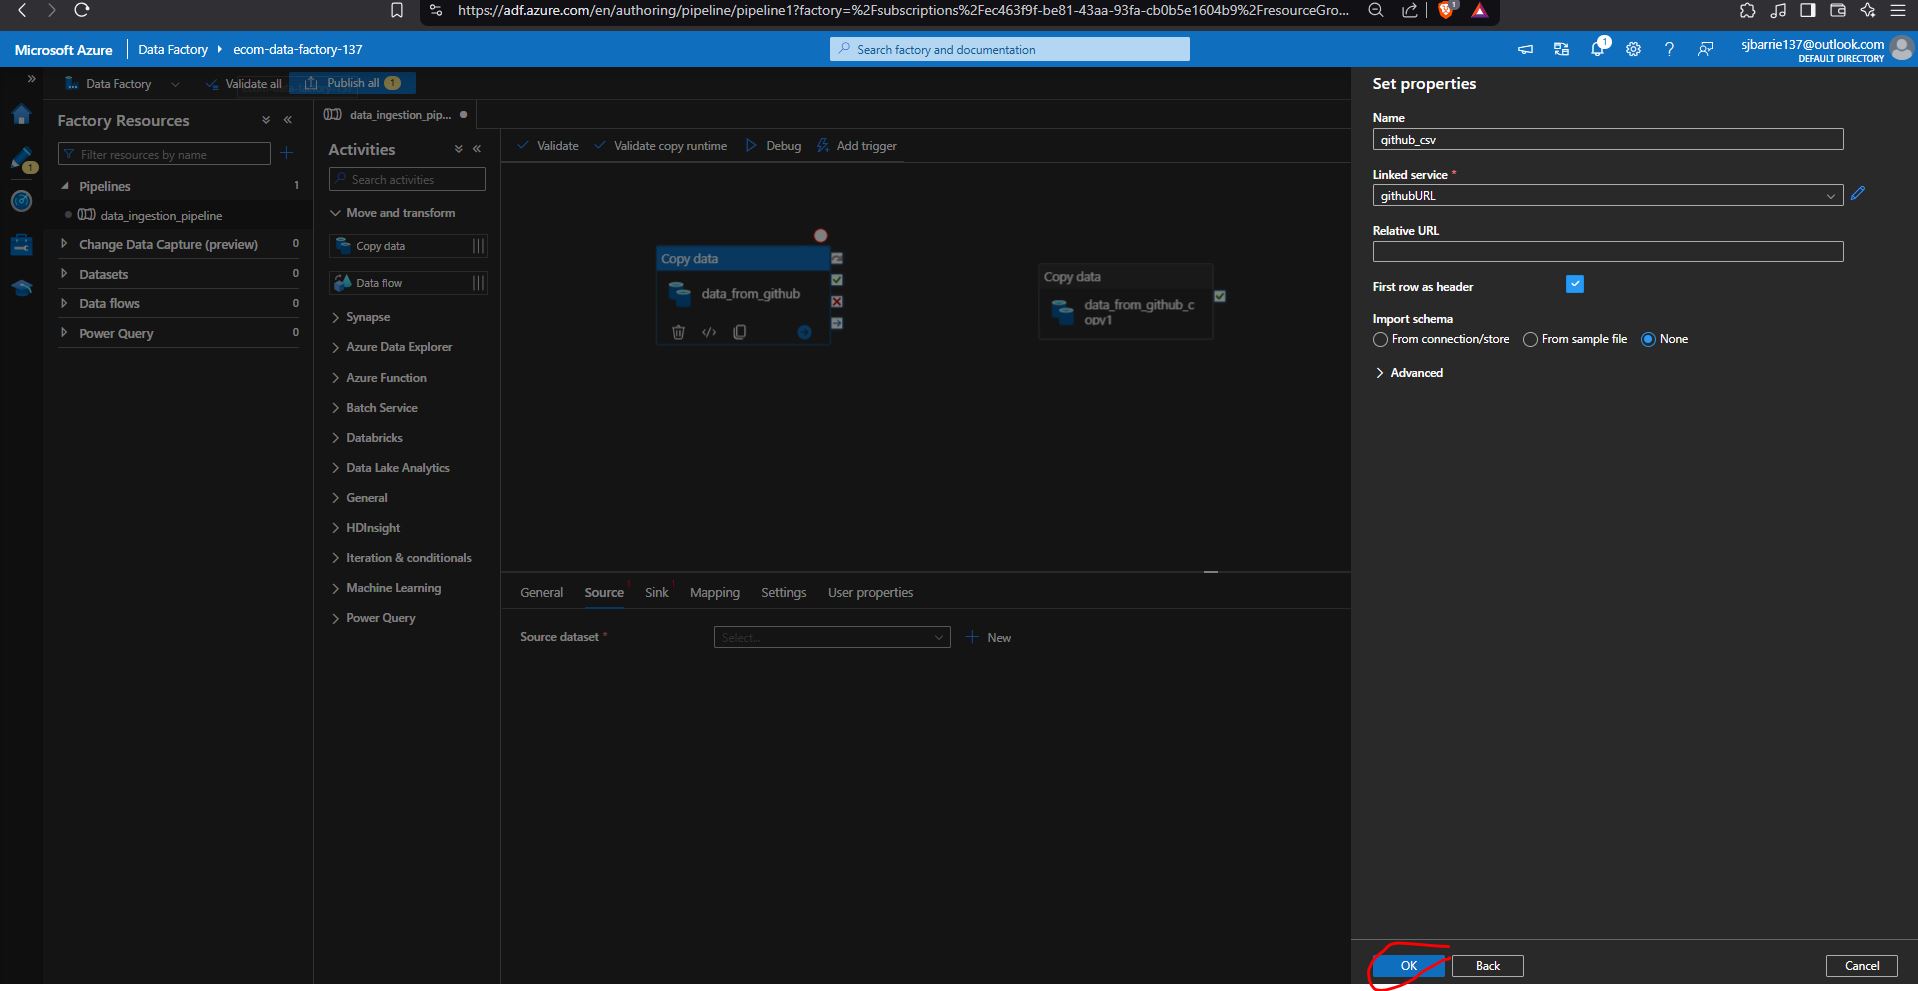 https://adf.azure.com/en/authoring/pipeline/pipeline1?factory=%2Fsubscriptions%2Fec463f9f-be81-43aa-93fa-cb0b5e1604b9%2FresourceGro...
1
Microsoft Azure
Data Factory
ecom-data-factory-137
Search factory and documentation
1
sjbarrie137@outlook.com
DEFAULT DIRECTORY
Data Factory
Validate all
Publish all
1
Factory Resources
Filter resources by name
1
Pipelines
1
data_ingestion_pipeline
Change Data Capture (preview)
0
Datasets
0
Data flows
0
Power Query
0
data_ingestion_pip...
Activities
Search activities
Move and transform
Copy data
Data flow
Synapse
Azure Data Explorer
Azure Function
Batch Service
Databricks
Data Lake Analytics
General
HDInsight
Iteration & conditionals
Machine Learning
Power Query
Validate
Validate copy runtime
Debug
Add trigger
Copy data
data_from_github
Copy data
data_from_github_c
opy1
General
Source
1
Sink
1
Mapping
Settings
User properties
Source dataset *
Select...
New
Set properties
Name
github_csv
Linked service *
githubURL
Relative URL
First row as header
Import schema
From connection/store
From sample file
None
Advanced
OK
Back
Cancel